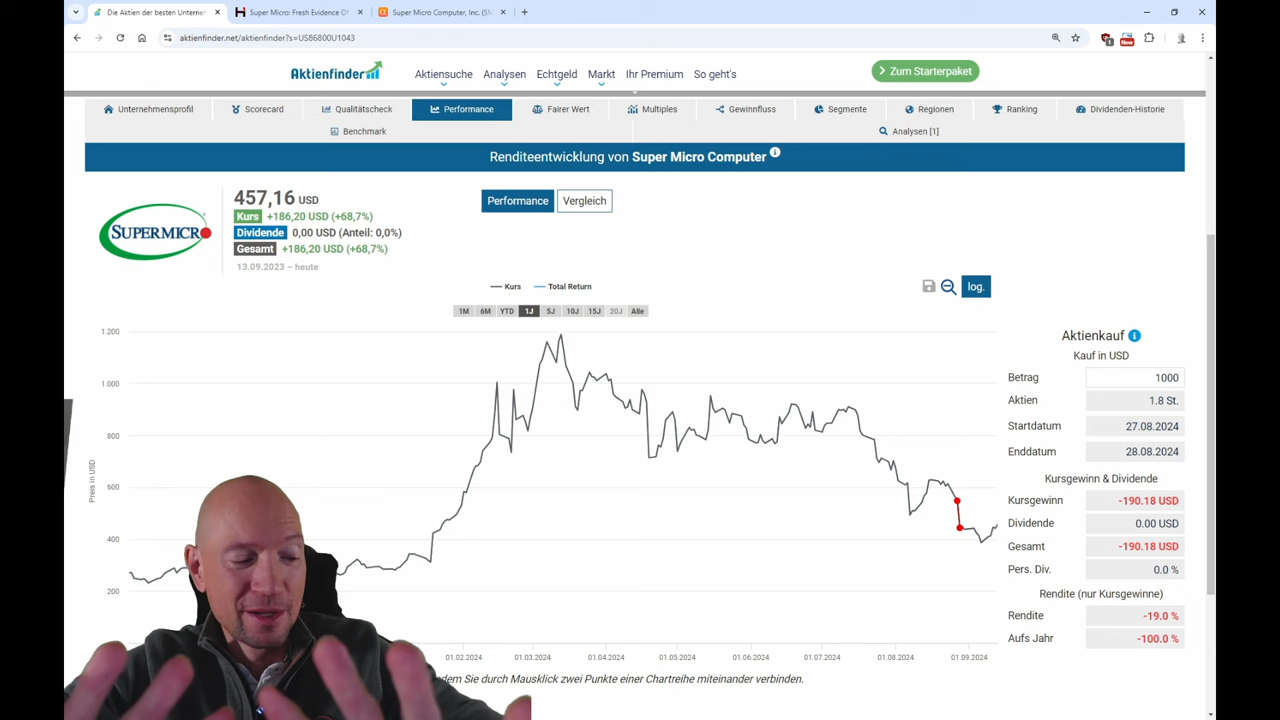 Die Aktien der besten Unterneh
Super Micro: Fresh Evidence O
Super Micro Computer, Inc. (SM
aktienfinder.net/aktienfinder?s=US86800U1043
1
New
Aktienfinder
Aktiensuche
Analysen
Echtgeld
Markt
Ihr Premium
So geht's
Zum Starterpaket
Unternehmensprofil
Scorecard
Qualitätscheck
Performance
Fairer Wert
Multiples
Gewinnfluss
Segmente
Regionen
Ranking
Dividenden-Historie
Benchmark
Analysen [1]
Renditeentwicklung von Super Micro Computer
SUPERMICR
457,16 USD
Kurs +186,20 USD (+68,7%)
Dividende 0,00 USD (Anteil: 0,0%)
Gesamt +186,20 USD (+68,7%)
13.09.2023 – heute
Performance
Vergleich
Kurs
Total Return
log.
1M
6M
YTD
1J
5J
10J
15J
20J
Alle
Preis in USD
1.200
1.000
800
600
400
200
01.02.2024
01.03.2024
01.04.2024
01.05.2024
01.06.2024
01.07.2024
01.08.2024
01.09.2024
Aktienkauf
Kauf in USD
Betrag 1000
Aktien 1.8 St.
Startdatum 27.08.2024
Enddatum 28.08.2024
Kursgewinn & Dividende
Kursgewinn -190.18 USD
Dividende 0.00 USD
Gesamt -190.18 USD
Pers. Div. 0.0 %
Rendite (nur Kursgewinne)
Rendite -19.0 %
Aufs Jahr -100.0 %
dem Sie durch Mausklick zwei Punkte einer Chartreihe miteinander verbinden.